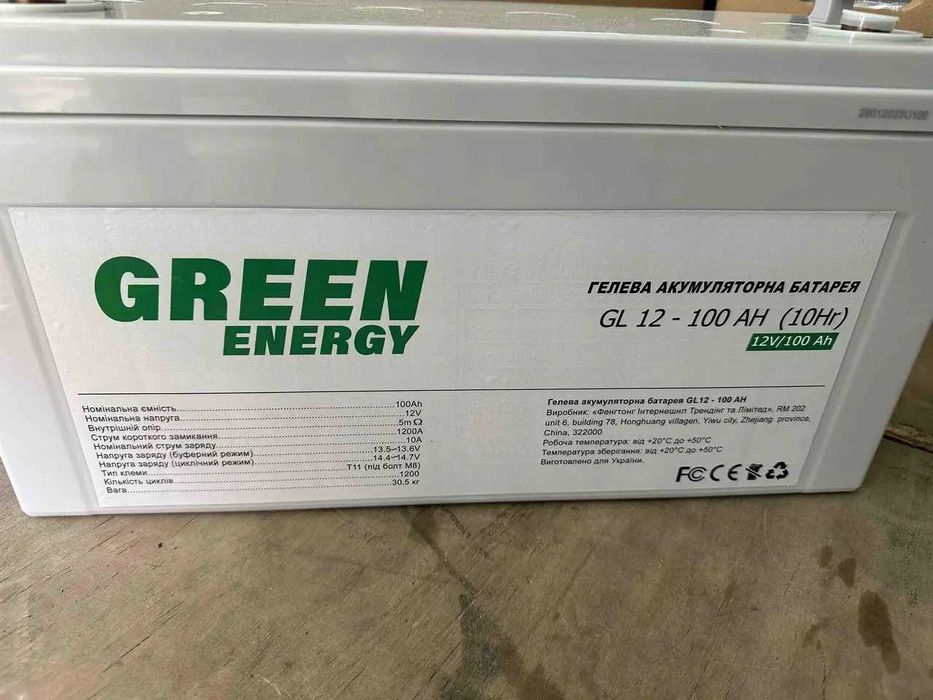 28012025U100
GREEN
ENERGY
ГЕЛЕВА АКУМУЛЯТОРНА БАТАРЕЯ
GL 12 - 100 AH (10Hr)
12V/100 Ah
Номінальна ємність........100Ah
Номінальна напруга........12V
Внутрішній опір........5m Ω
Струм короткого замикання........1200A
Номінальний струм заряду........10A
Напруга заряду (буферний режим)........13.5~13.6V
Напруга заряду (циклічний режим)........14.4~14.7V
Тип клеми........T11 (під болт M8)
Кількість циклів........1200
Вага........30,5 кг
Гелева акумуляторна батарея GL12 - 100 AH
Виробник: «Фенгтонг Інтернешнл Трендінг та Лімітед», RM 202
unit 6, building 78, Honghuang villagen, Yiwu city, Zhejiang province,
China, 322000
Робоча температура: від +20°C до +50°C
Температура зберігання: від +20°C до +50°C
Виготовлено для України.
FC CE